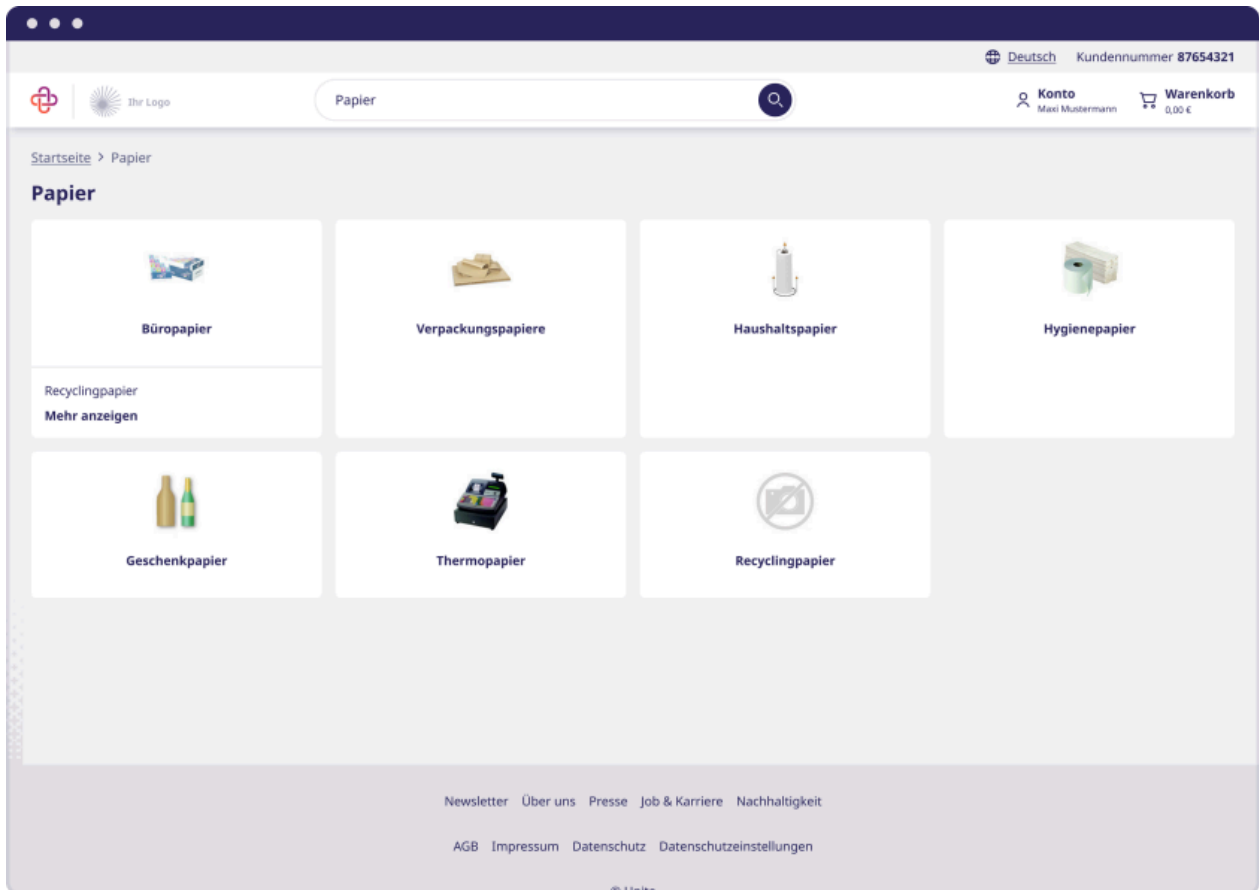 Deutsch Kundennummer 87654321
Ihr Logo
Papier
Konto
Maxi Mustermann
Warenkorb
0,00 €
Startseite > Papier
Papier
Büropapier
Verpackungspapiere
Haushaltspapier
Hygienepapier
Recyclingpapier
Mehr anzeigen
Geschenkpapier
Thermopapier
Recyclingpapier
Newsletter Über uns Presse Job & Karriere Nachhaltigkeit
AGB Impressum Datenschutz Datenschutzeinstellungen